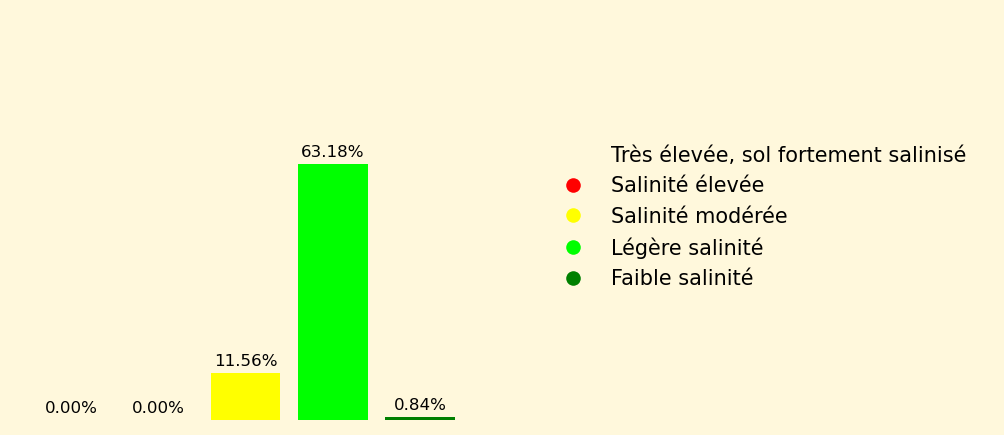 63.18%
11.56%
0.00%
0.00%
0.84%
Très élevée, sol fortement salinisé
Salinité élevée
Salinité modérée
Légère salinité
Faible salinité